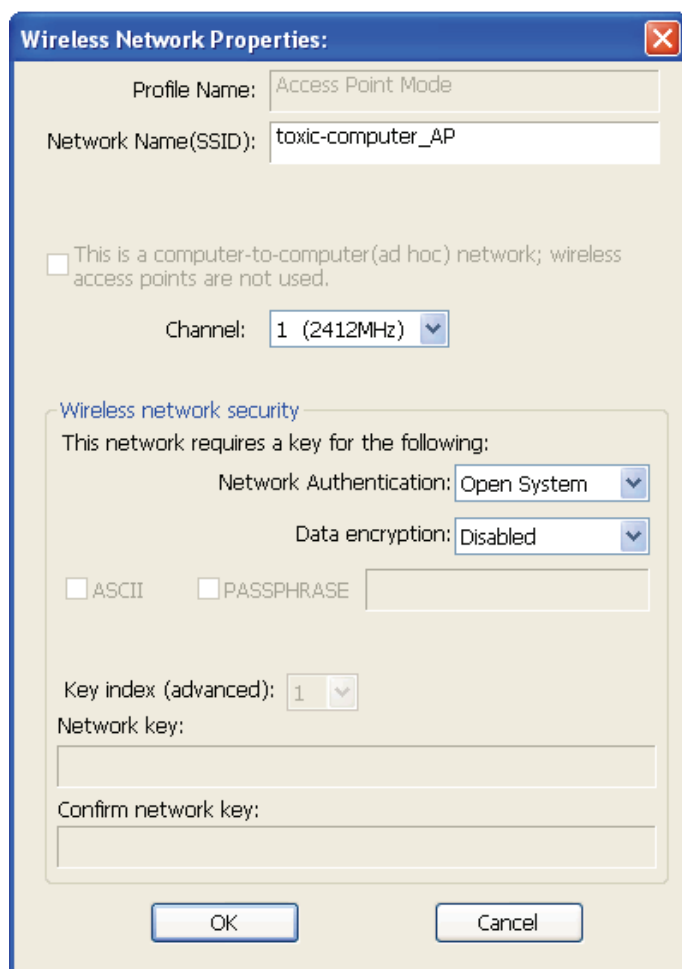 Wireless Network Properties:
Profile Name: Access Point Mode
Network Name(SSID): toxic-computer_AP
This is a computer-to-computer(ad hoc) network; wireless
access points are not used.
Channel: 1 (2412MHz)
Wireless network security
This network requires a key for the following:
Network Authentication: Open System
Data encryption: Disabled
ASCII PASSPHRASE
Key index (advanced): 1
Network key:
Confirm network key:
OK Cancel